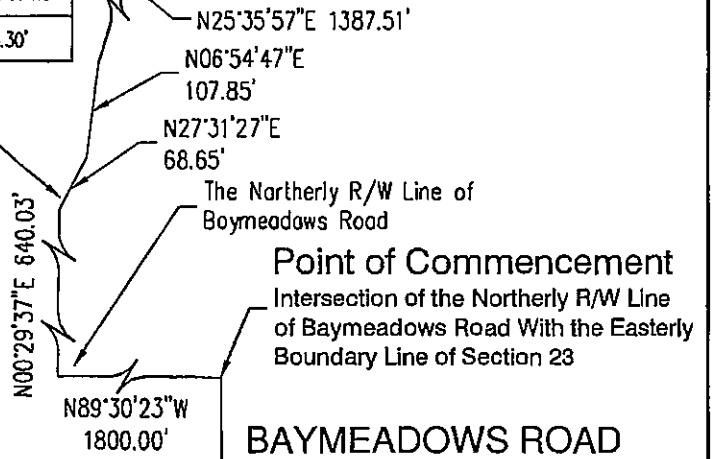 N25°35'57"E 1387.51'
.30'
N06°54'47"E
107.85'
N27°31'27"E
68.65'
The Northerly R/W Line of
Baymeadows Road
N00°29'37"E 640.03'
Point of Commencement
Intersection of the Northerly R/W Line
of Baymeadows Road With the Easterly
Boundary Line of Section 23
N89°30'23"W
1800.00'
BAYMEADOWS ROAD